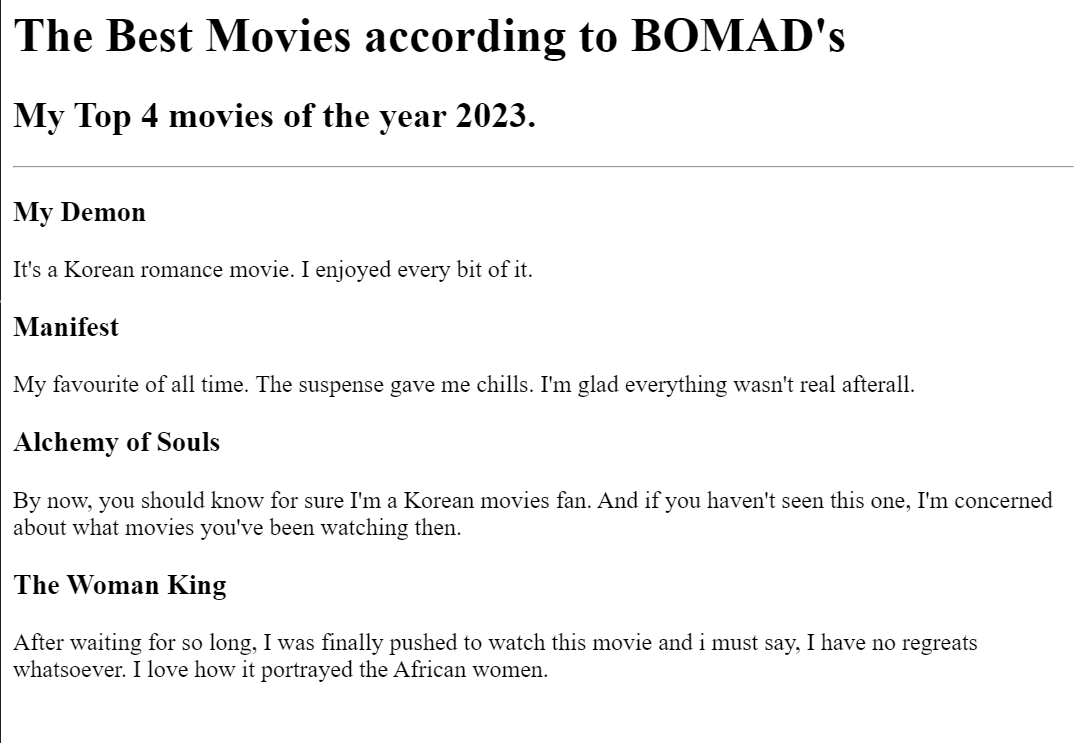 The Best Movies according to BOMAD's
My Top 4 movies of the year 2023.
My Demon
It's a Korean romance movie. I enjoyed every bit of it.
Manifest
My favourite of all time. The suspense gave me chills. I'm glad everything wasn't real afterall.
Alchemy of Souls
By now, you should know for sure I'm a Korean movies fan. And if you haven't seen this one, I'm concerned
about what movies you've been watching then.
The Woman King
After waiting for so long, I was finally pushed to watch this movie and i must say, I have no regreats
whatsoever. I love how it portrayed the African women.